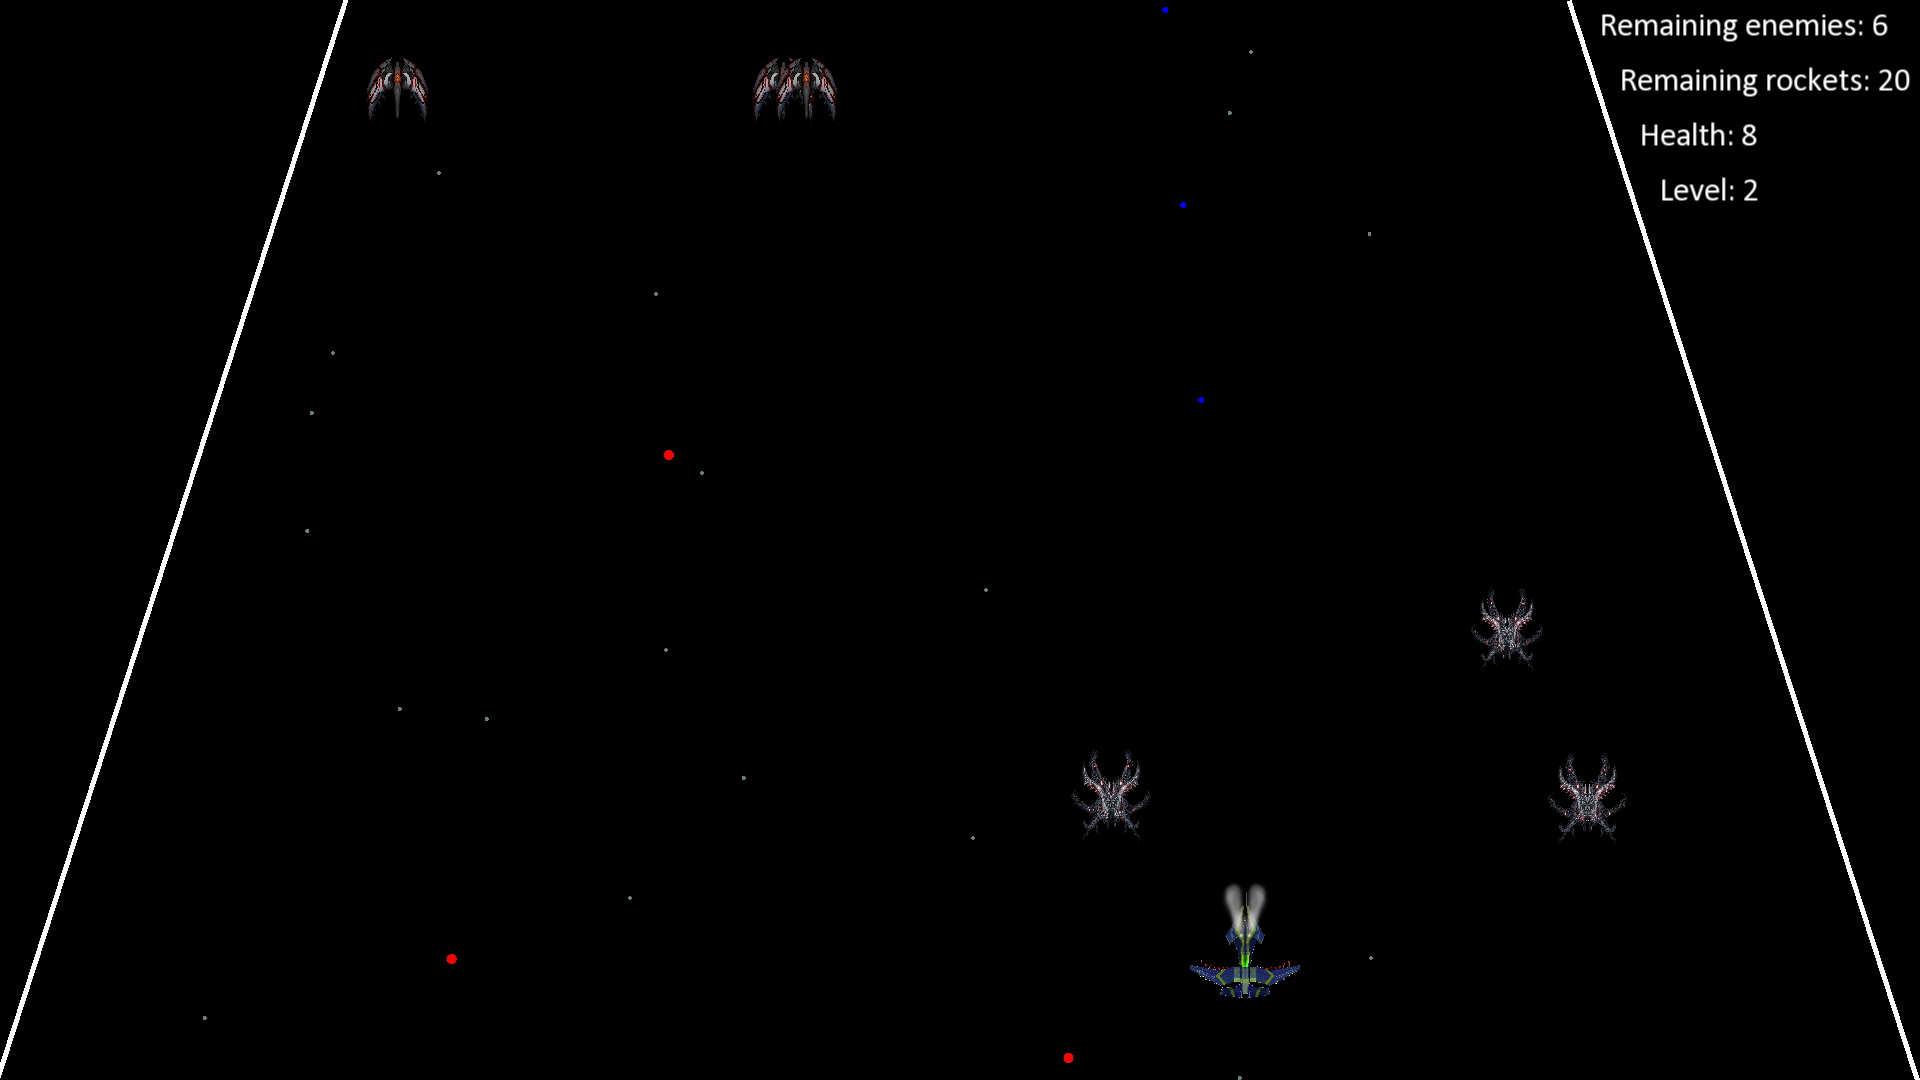 Remaining enemies: 6
Remaining rockets: 20
Health: 8
Level: 2